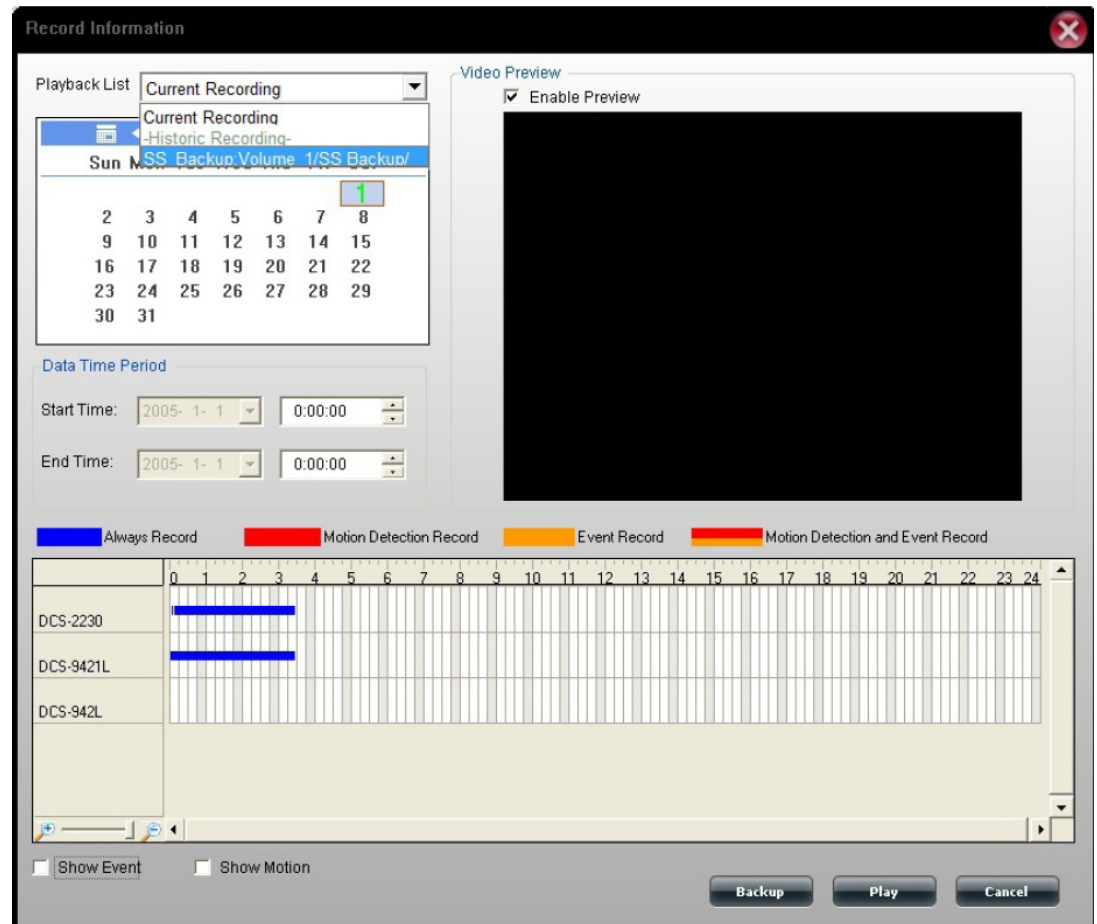 Record Information
Playback List
Current Recording
Current Recording
-Historic Recording-
SS_Backup:Volume_1/SS Backup/
Sun
1
2 3 4 5 6 7 8
9 10 11 12 13 14 15
16 17 18 19 20 21 22
23 24 25 26 27 28 29
30 31
Video Preview
Enable Preview
Data Time Period
Start Time: 2005- 1- 1 0:00:00
End Time: 2005- 1- 1 0:00:00
Always Record Motion Detection Record Event Record Motion Detection and Event Record
0 1 2 3 4 5 6 7 8 9 10 11 12 13 14 15 16 17 18 19 20 21 22 23 24
DCS-2230
DCS-9421L
DCS-942L
Show Event Show Motion
Backup Play Cancel